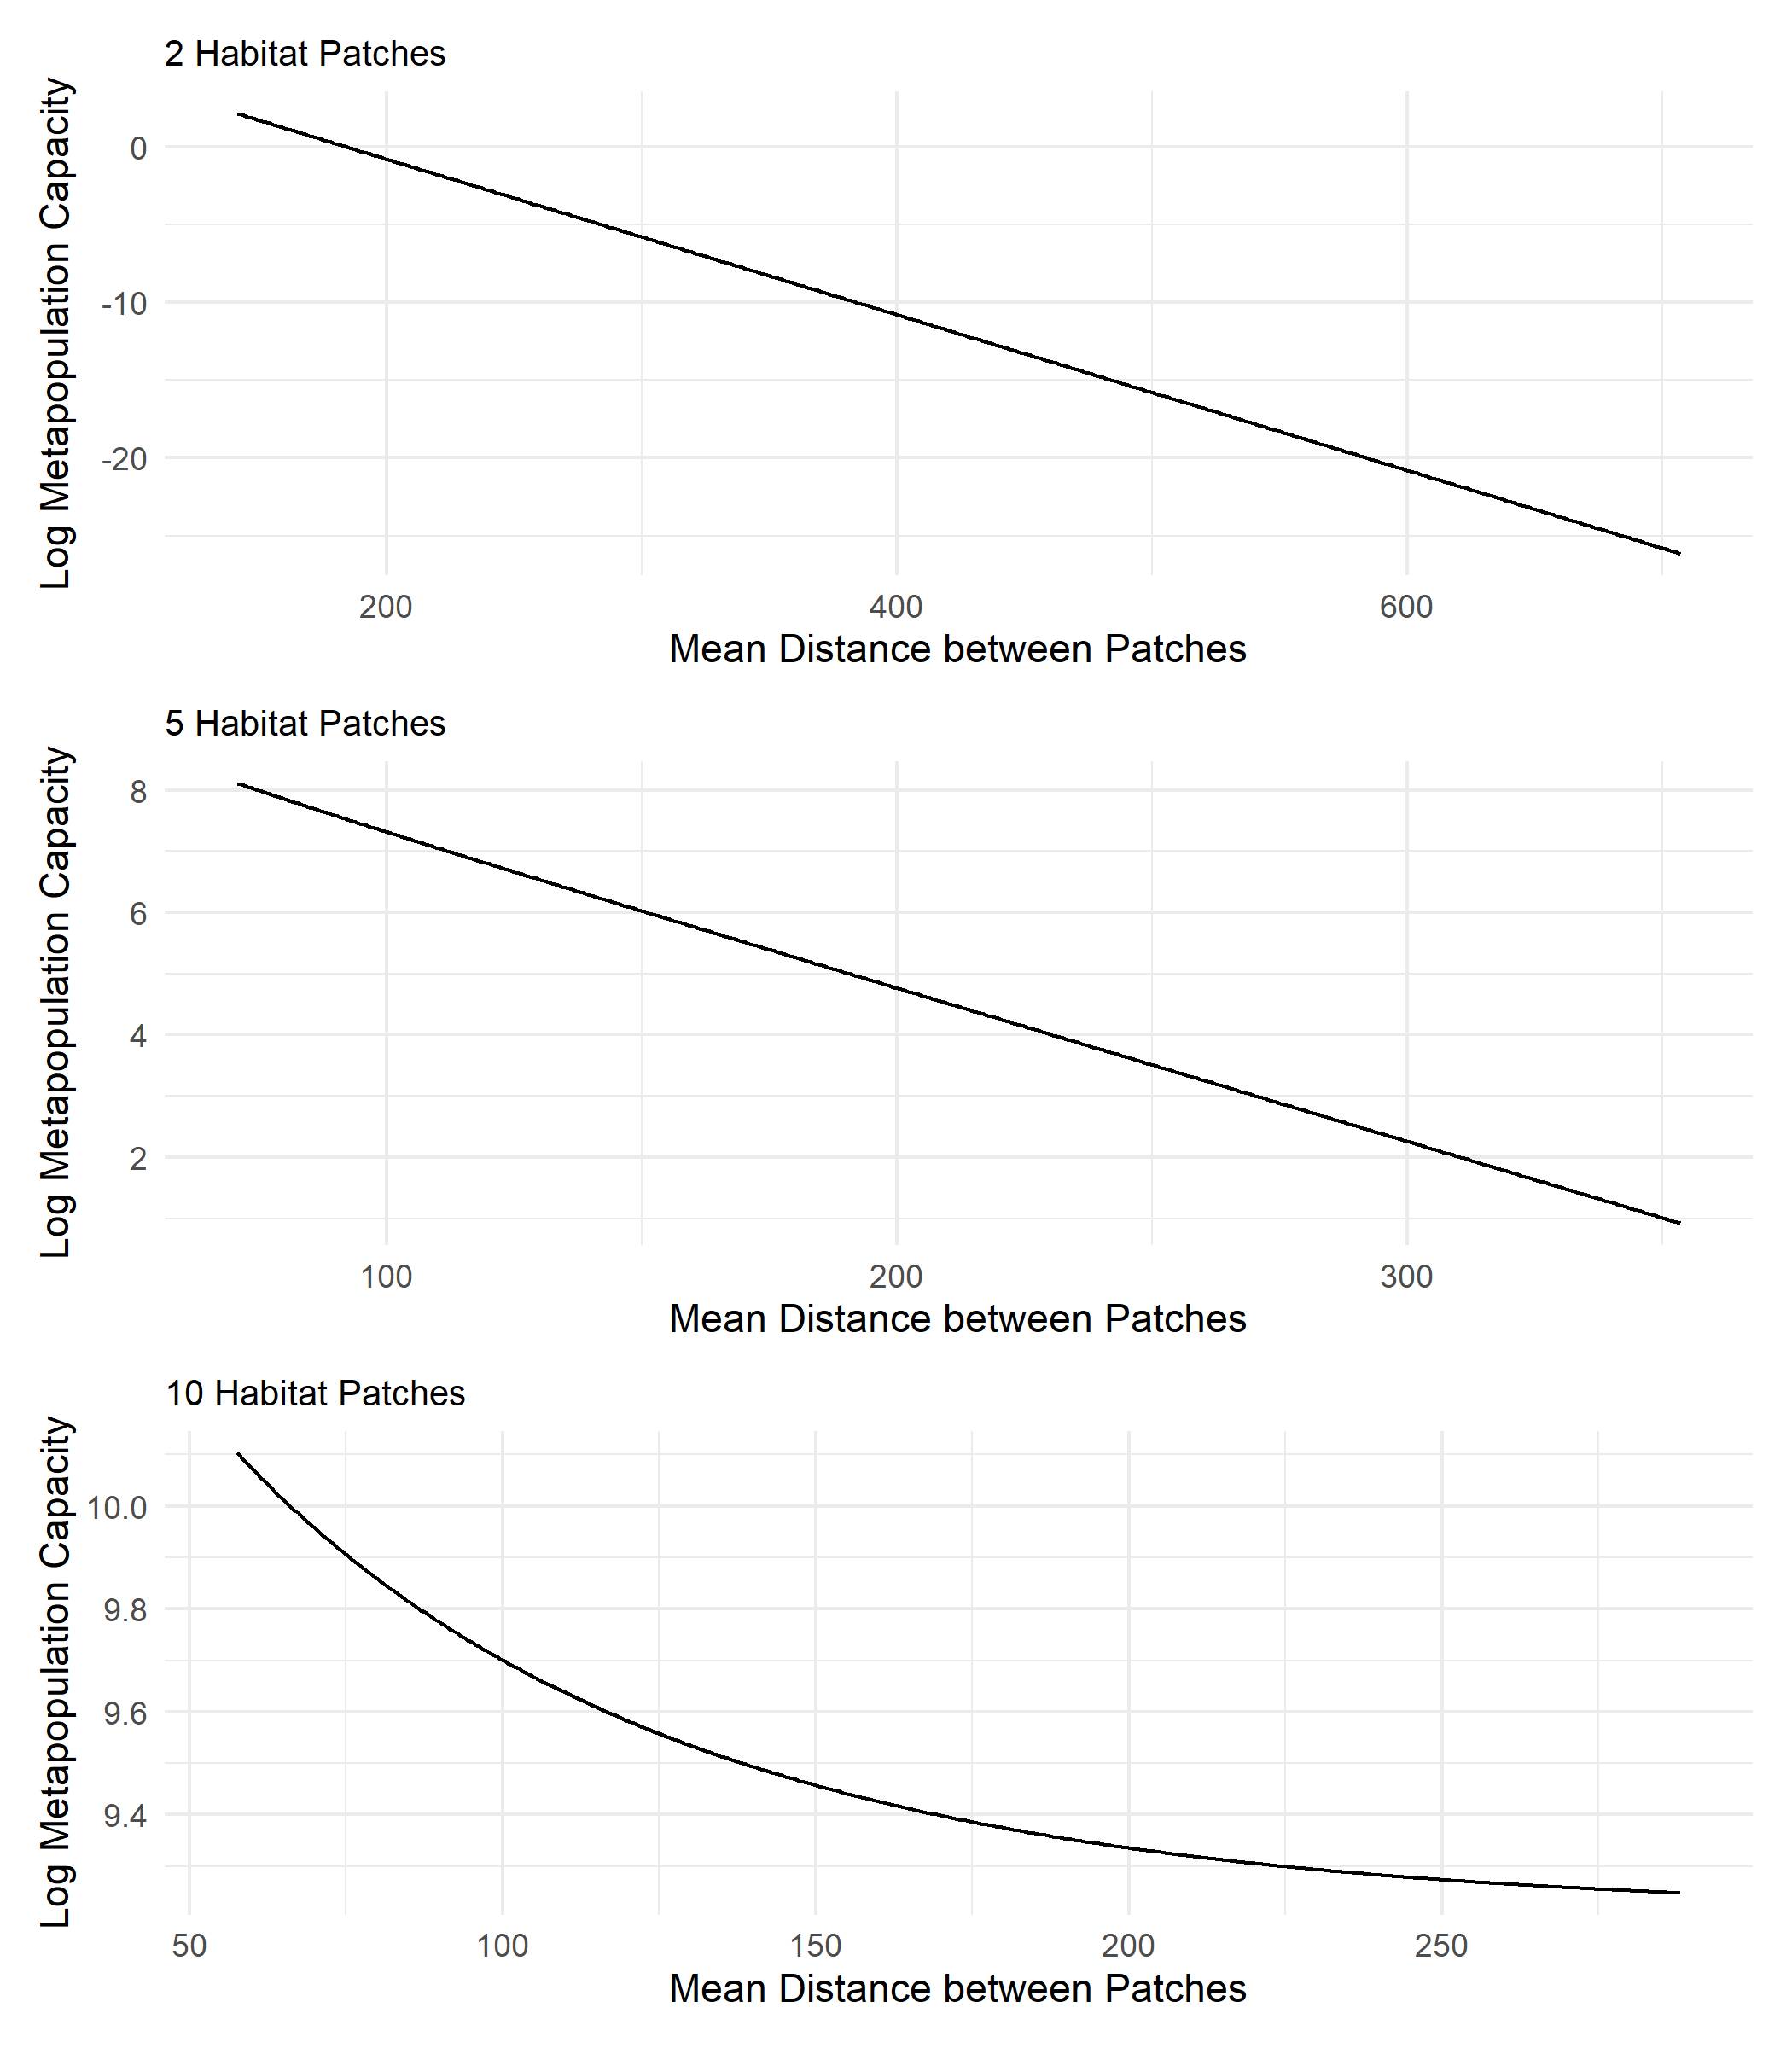 2 Habitat Patches
Log Metapopulation Capacity
0
-10
-20
200 400 600
Mean Distance between Patches
5 Habitat Patches
Log Metapopulation Capacity
8
6
4
2
100 200 300
Mean Distance between Patches
10 Habitat Patches
Log Metapopulation Capacity
10.0
9.8
9.6
9.4
50 100 150 200 250
Mean Distance between Patches